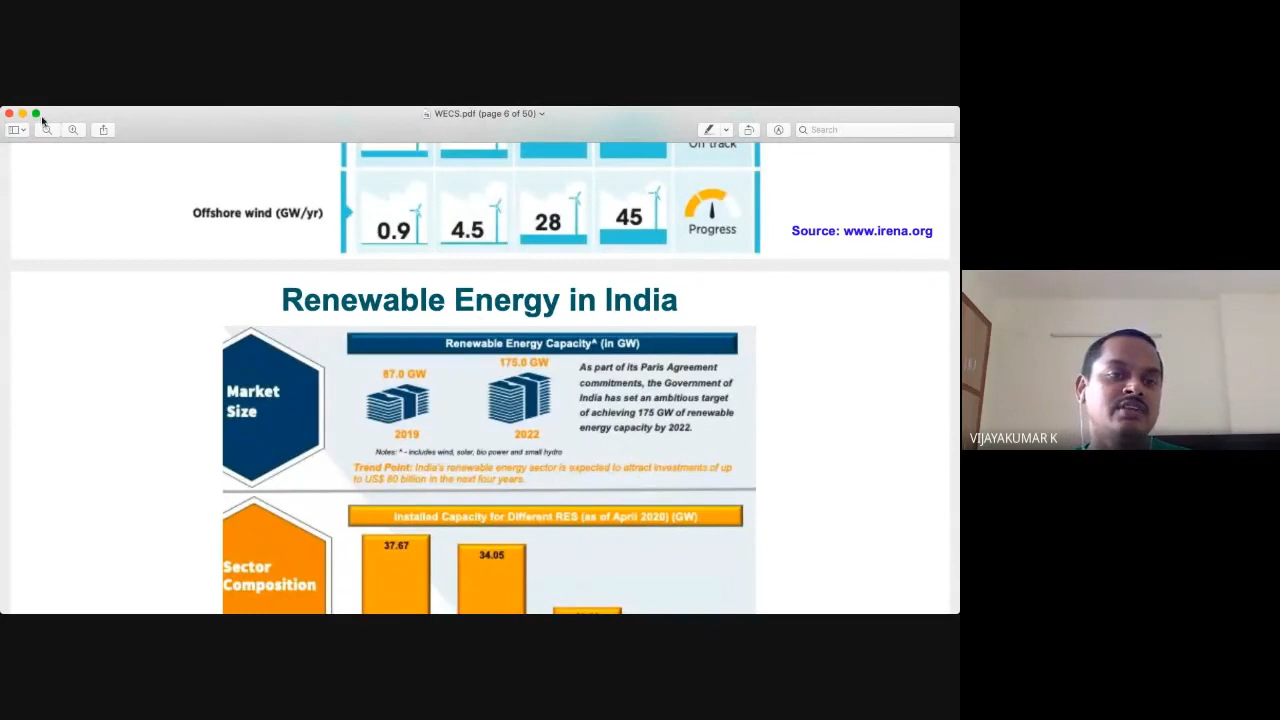 WECS.pdf (page 6 of 50)
Search
Off track
Offshore wind (GW/yr)
0.9
4.5
28
45
Progress
Source: www.irena.org
Renewable Energy in India
Market
Size
Renewable Energy Capacity^ (in GW)
87.0 GW
175.0 GW
2019
2022
As part of its Paris Agreement
commitments, the Government of
India has set an ambitious target
of achieving 175 GW of renewable
energy capacity by 2022.
Notes: ^ - includes wind, solar, bio power and small hydro
Trend Point: India's renewable energy sector is expected to attract investments of up
to US$ 80 billion in the next four years.
Sector
Composition
Installed Capacity for Different RES (as of April 2020) (GW)
37.67
34.05
VIJAYAKUMAR K